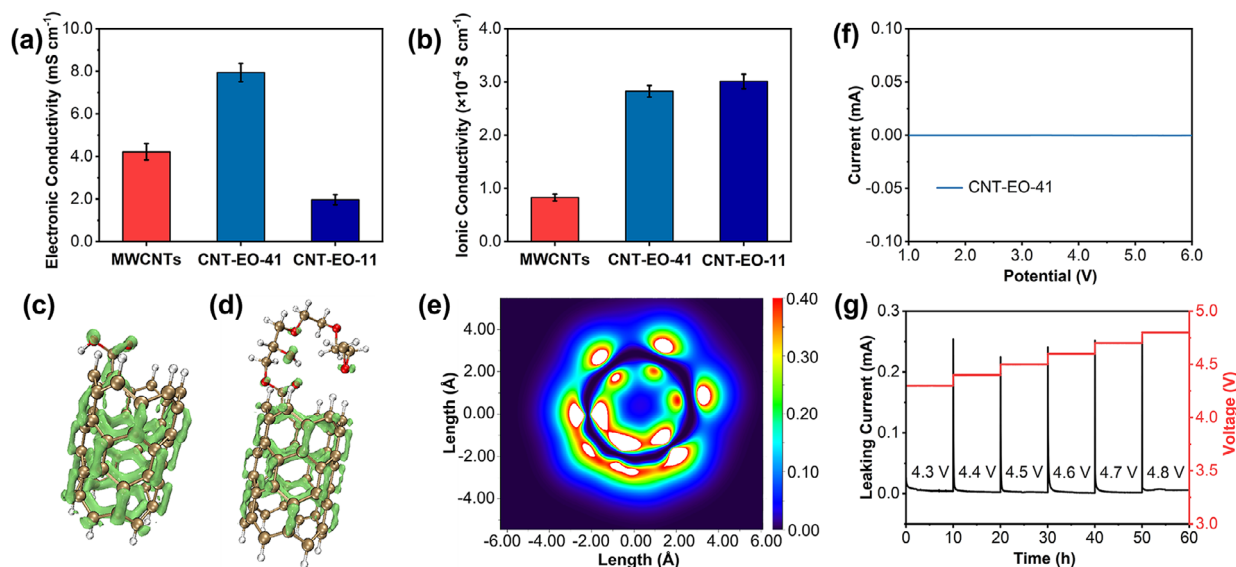 (a)
Electronic Conductivity (mS cm⁻¹)
10.0
8.0
6.0
4.0
2.0
0.0
MWCNTs
CNT-EO-41
CNT-EO-11
(b)
Ionic Conductivity (×10⁻⁴ S cm⁻¹)
4.0
3.0
2.0
1.0
0.0
MWCNTs
CNT-EO-41
CNT-EO-11
(f)
Current (mA)
0.10
0.05
0.00
-0.05
-0.10
CNT-EO-41
1.0
2.0
3.0
4.0
5.0
6.0
Potential (V)
(c)
(d)
(e)
Length (Å)
4.00
2.00
0.00
-2.00
-4.00
-6.00
-4.00
-2.00
0.00
2.00
4.00
6.00
Length (Å)
0.40
0.30
0.20
0.10
0.00
(g)
Leaking Current (mA)
0.3
0.2
0.1
0.0
4.3 V
4.4 V
4.5 V
4.6 V
4.7 V
4.8 V
0
10
20
30
40
50
60
Time (h)
5.0
4.5
4.0
3.5
3.0
Voltage (V)